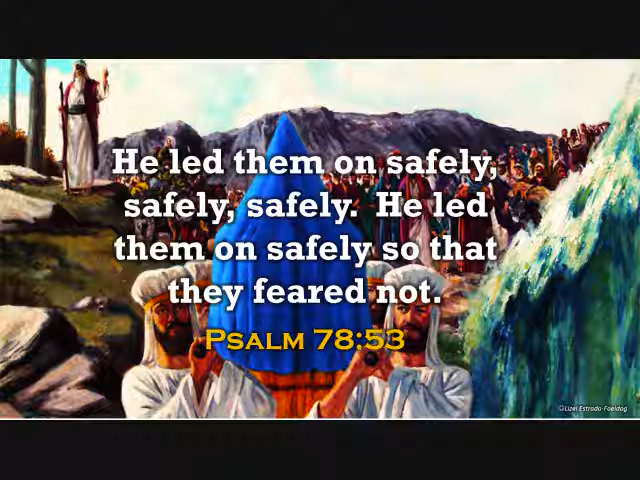 He led them on safely,
safely, safely.  He led
them on safely so that
they feared not.
Psalm 78:53
©Lizel Estrada-Faeldog